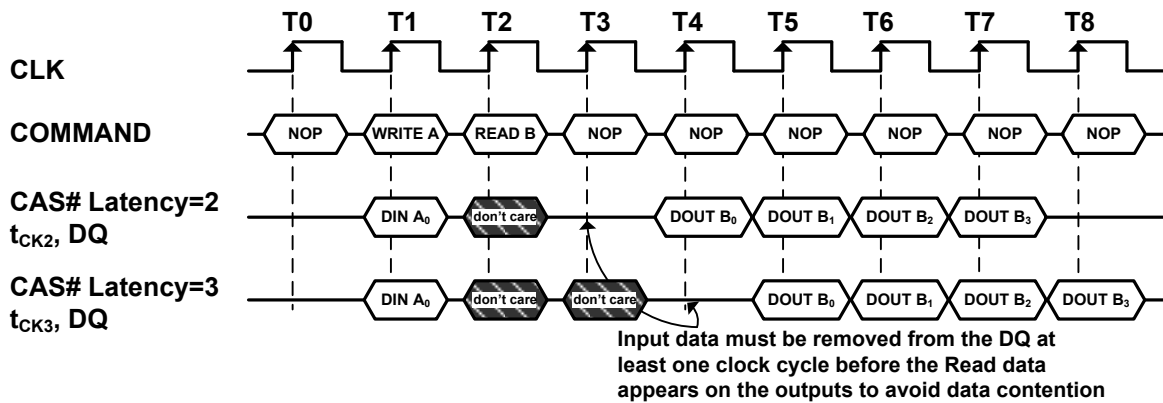 T0 T1 T2 T3 T4 T5 T6 T7 T8
CLK
COMMAND NOP WRITE A READ B NOP NOP NOP NOP NOP NOP
CAS# Latency=2
tCK2, DQ DIN A0 don't care DOUT B0 DOUT B1 DOUT B2 DOUT B3
CAS# Latency=3
tCK3, DQ DIN A0 don't care don't care DOUT B0 DOUT B1 DOUT B2 DOUT B3
Input data must be removed from the DQ at
least one clock cycle before the Read data
appears on the outputs to avoid data contention